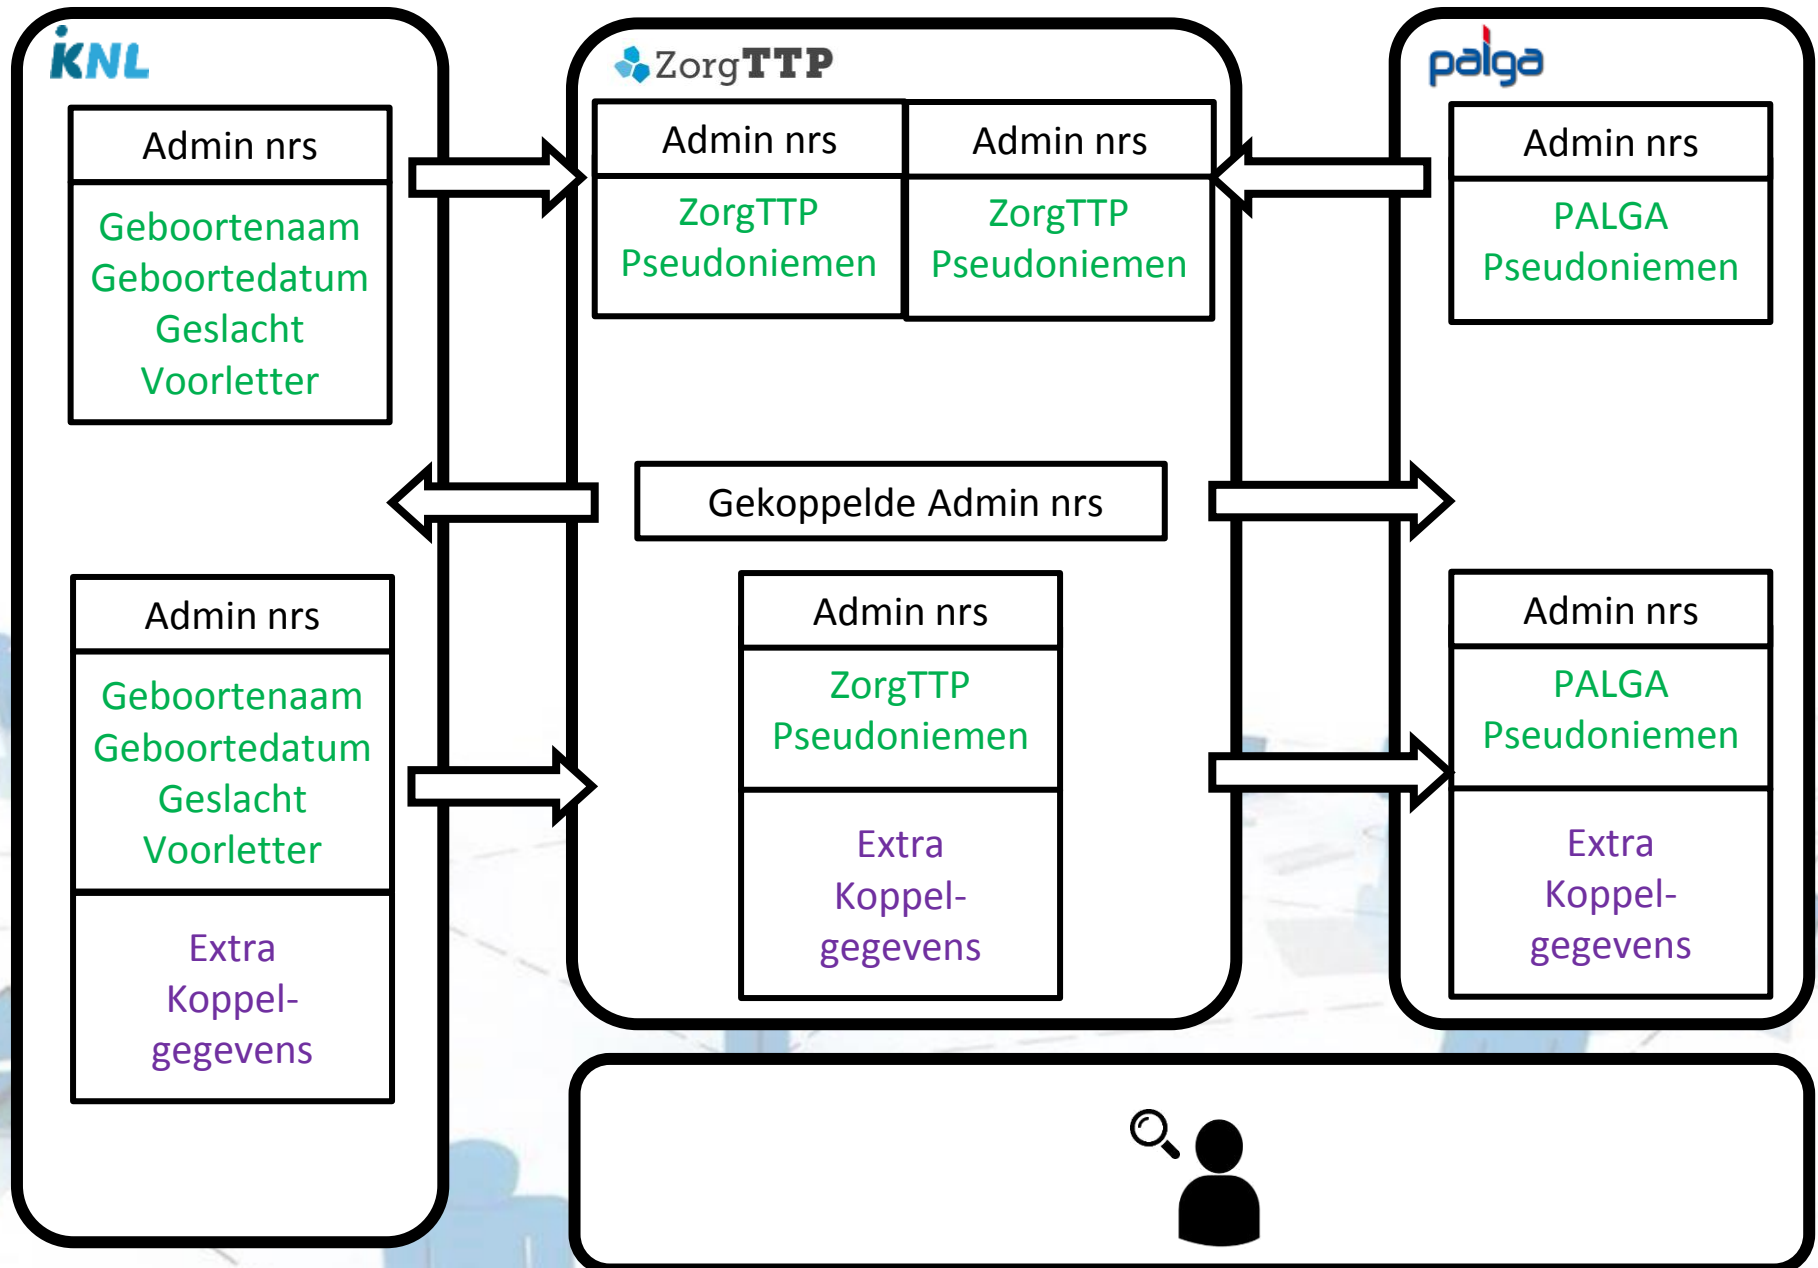 iKNL
Admin nrs
Geboortenaam
Geboortedatum
Geslacht
Voorletter
Admin nrs
Geboortenaam
Geboortedatum
Geslacht
Voorletter
Extra
Koppel-
gegevens
ZorgTTP
Admin nrs
ZorgTTP
Pseudoniemen
Admin nrs
ZorgTTP
Pseudoniemen
Gekoppelde Admin nrs
Admin nrs
ZorgTTP
Pseudoniemen
Extra
Koppel-
gegevens
palga
Admin nrs
PALGA
Pseudoniemen
Admin nrs
PALGA
Pseudoniemen
Extra
Koppel-
gegevens